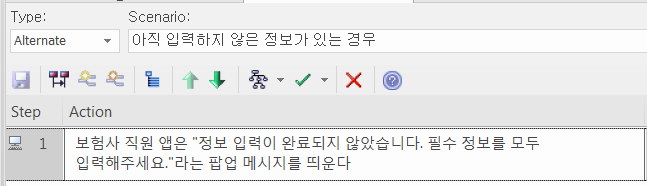 Type: Scenario:
Alternate 아직 입력하지 않은 정보가 있는 경우
Step Action
1 보험사 직원 앱은 "정보 입력이 완료되지 않았습니다. 필수 정보를 모두
입력해주세요."라는 팝업 메시지를 띄운다